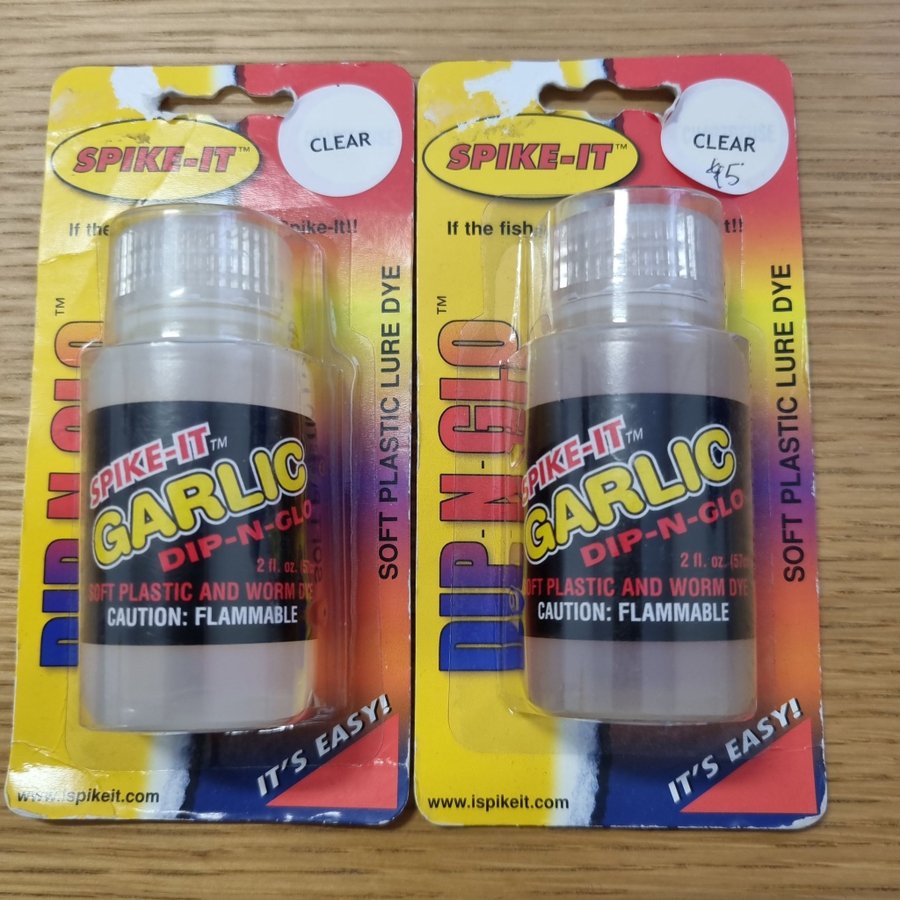 SPIKE-IT™
CLEAR
If the Spike-It!!
DIP-N-GLO™
SOFT PLASTIC LURE DYE
SPIKE-IT™
GARLIC
DIP-N-GLO
2 fl. oz.
SOFT PLASTIC AND WORM DYE
CAUTION: FLAMMABLE
IT'S EASY!
www.ispikeit.com
SPIKE-IT™
CLEAR
$5
If the fish
DIP-N-GLO™
SOFT PLASTIC LURE DYE
SPIKE-IT™
GARLIC
DIP-N-GLO
2 fl. oz. (57
SOFT PLASTIC AND WORM DYE
CAUTION: FLAMMABLE
IT'S EASY!
www.ispikeit.com